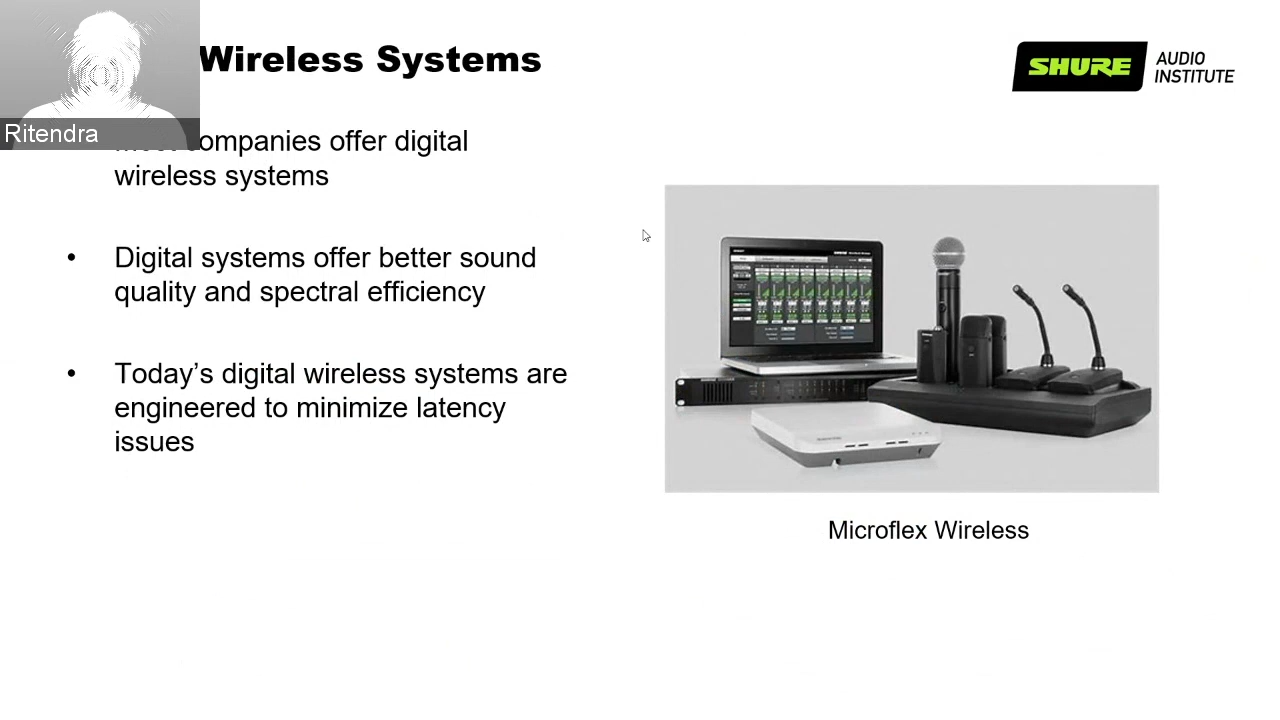 Wireless Systems
SHURE AUDIO
INSTITUTE
Ritendra
companies offer digital
wireless systems
• Digital systems offer better sound
quality and spectral efficiency
• Today’s digital wireless systems are
engineered to minimize latency
issues
Microflex Wireless